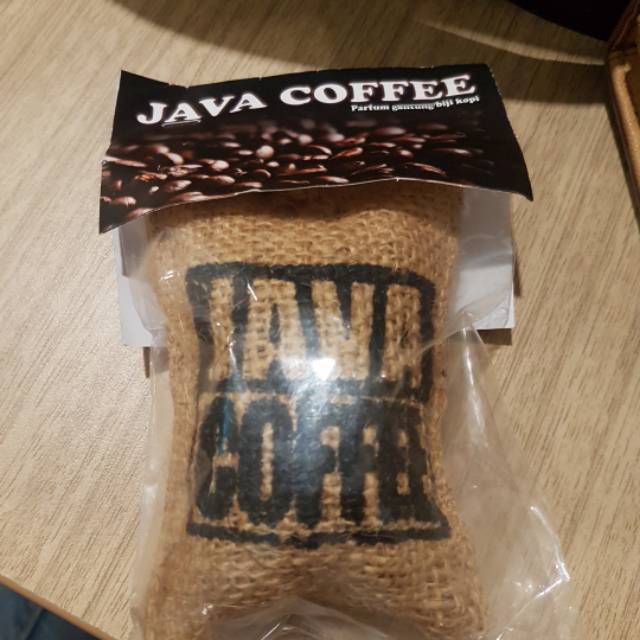 JAVA COFFEE
Parfum gantung biji kopi
JAVA
COFFEE